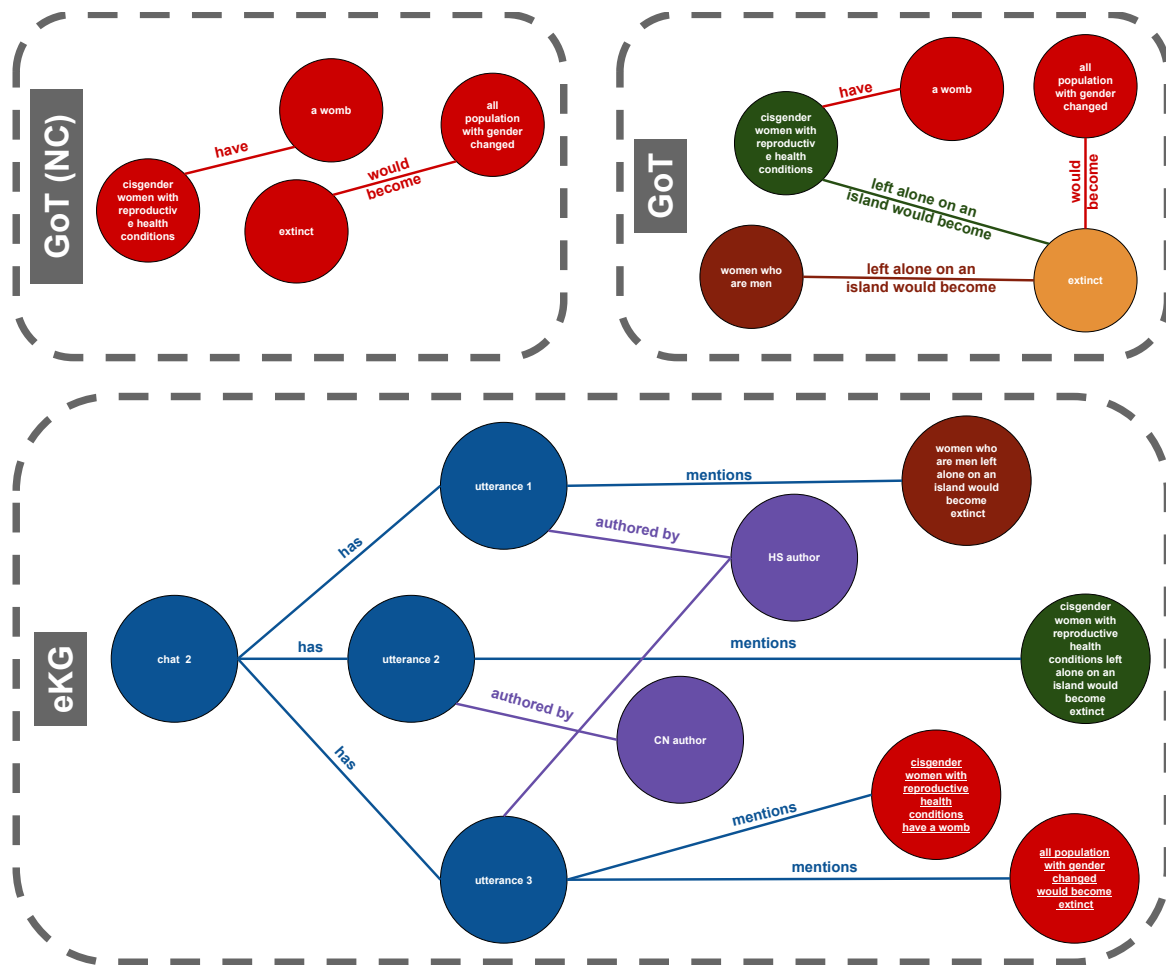 GoT (NC)
a womb
all
population
with gender
changed
have
would
become
cisgender
women with
reproductiv
e health
conditions
extinct
GoT
all
population
with gender
changed
have
a womb
cisgender
women with
reproductiv
e health
conditions
would
become
left alone on an
island would become
women who
are men
left alone on an
island would become
extinct
eKG
women who
are men left
alone on an
island would
become
extinct
mentions
utterance 1
authored by
HS author
has
cisgender
women with
reproductive
health
conditions left
alone on an
island would
become
extinct
chat 2
has
utterance 2
mentions
authored by
CN author
has
cisgender
women with
reproductive
health
conditions
have a womb
mentions
utterance 3
mentions
all population
with gender
changed
would become
extinct